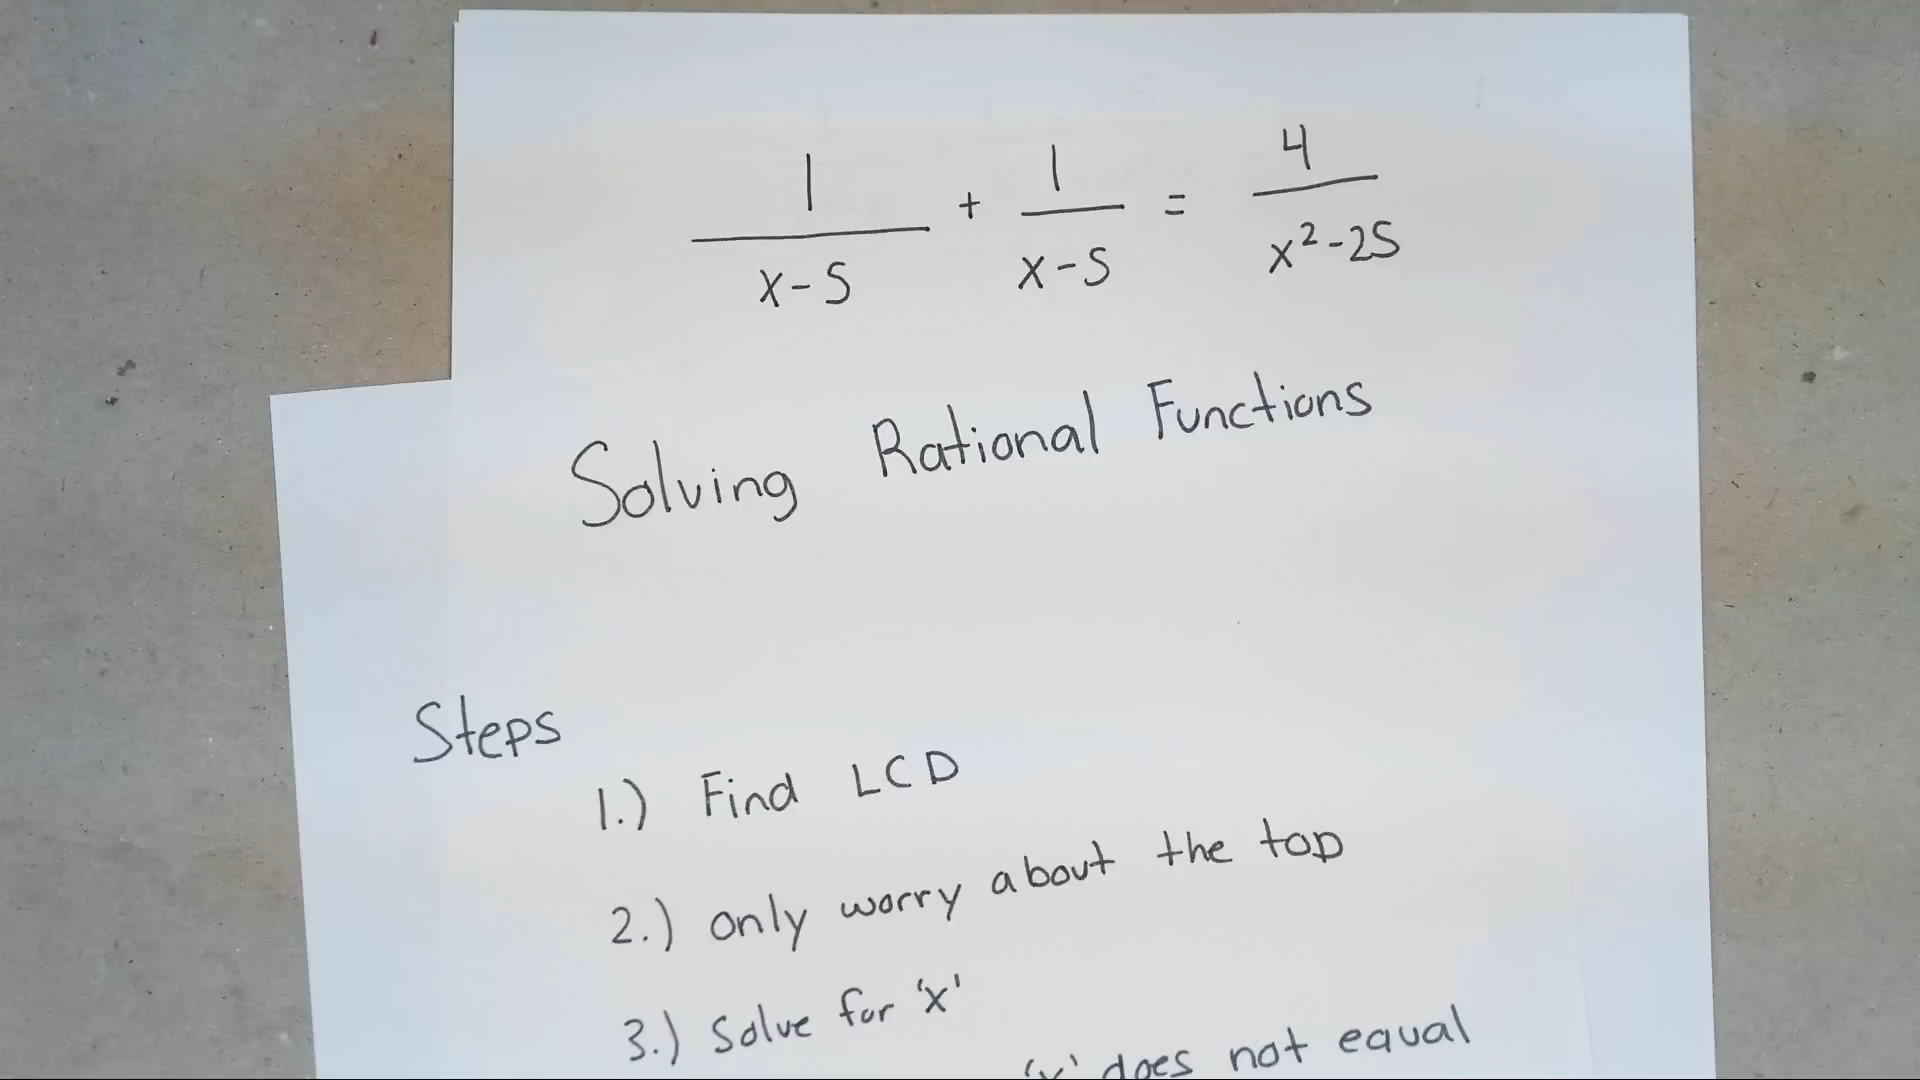 1/(x-5) + 1/(x-5) = 4/(x²-25)
Solving Rational Functions
Steps
1.) Find LCD
2.) only worry about the top
3.) Solve for 'x'
'x' does not equal